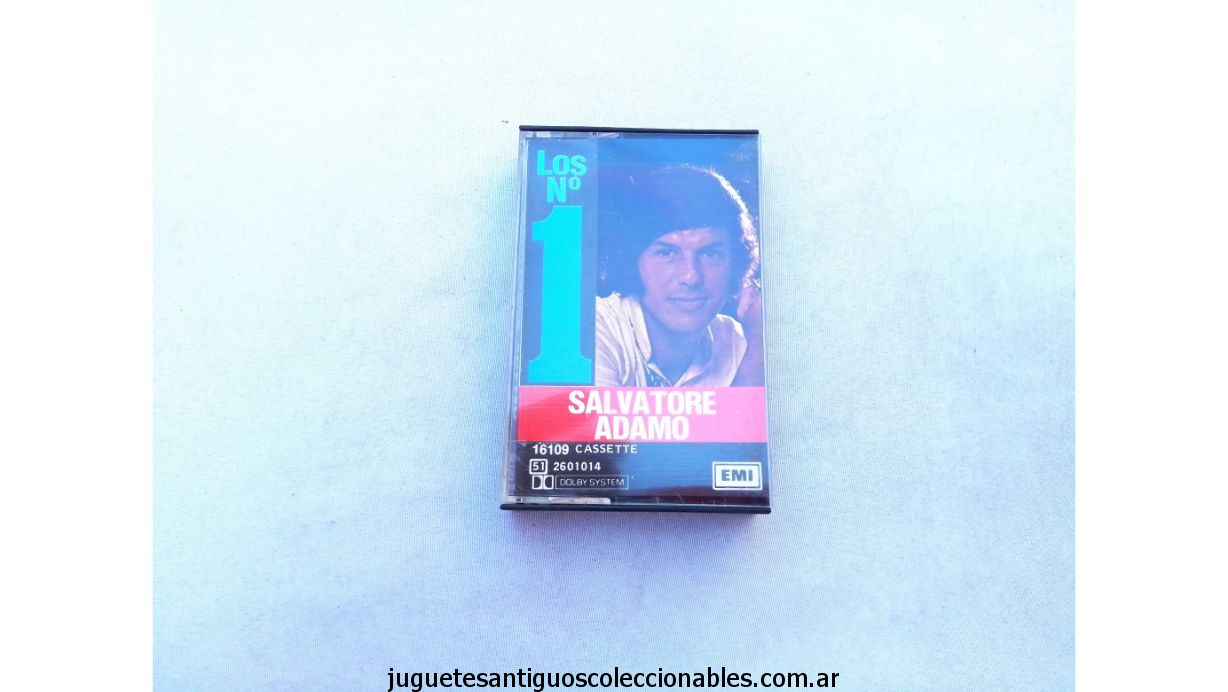 Los
Nº
1
SALVATORE
ADAMO
16109 CASSETTE
51 2601014
DOLBY SYSTEM
EMI
juguetesantiguoscoleccionables.com.ar